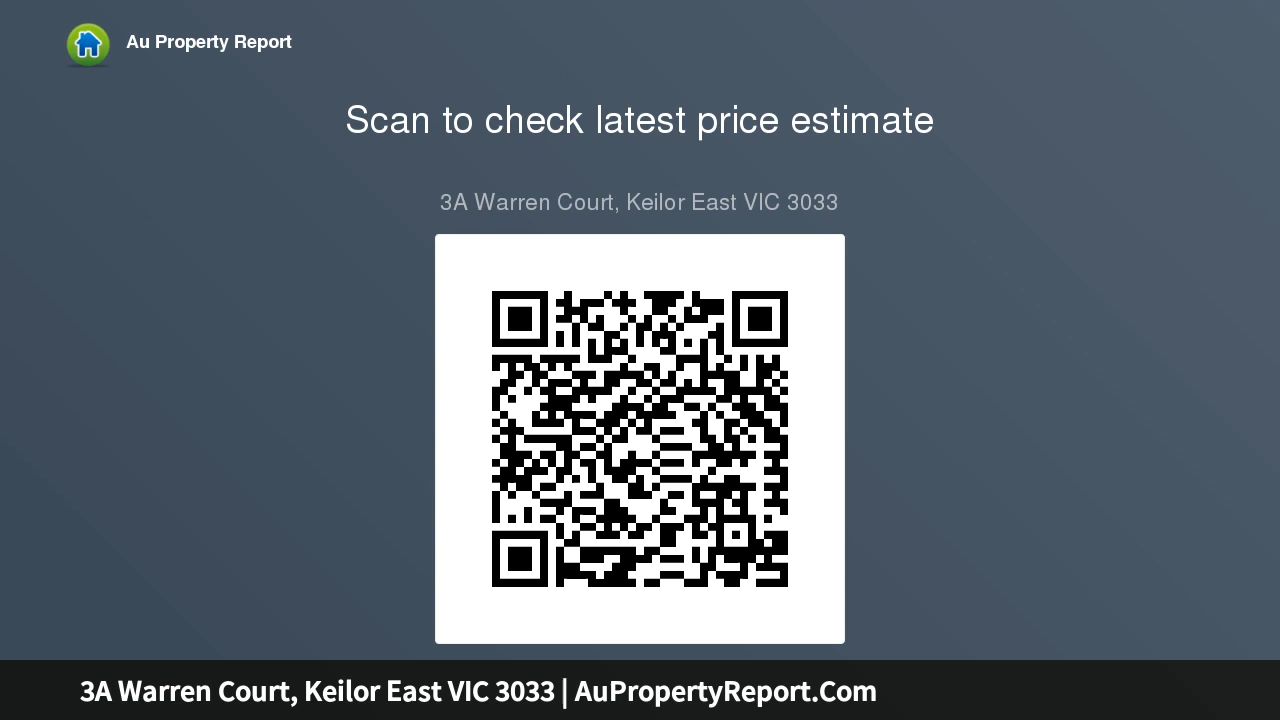 Au Property Report
Scan to check latest price estimate
3A Warren Court, Keilor East VIC 3033
3A Warren Court, Keilor East VIC 3033 | AuPropertyReport.Com